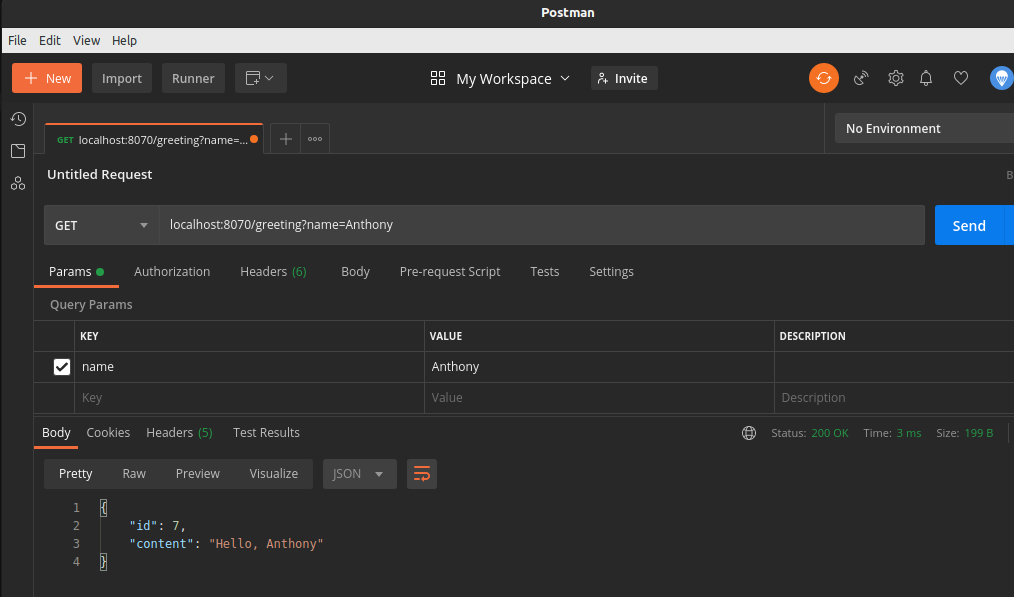 Postman
File Edit View Help
New Import Runner My Workspace Invite
GET localhost:8070/greeting?name=... No Environment
Untitled Request B
GET localhost:8070/greeting?name=Anthony Send
Params Authorization Headers (6) Body Pre-request Script Tests Settings
Query Params
KEY VALUE DESCRIPTION
name Anthony
Key Value Description
Body Cookies Headers (5) Test Results Status: 200 OK Time: 3 ms Size: 199 B
Pretty Raw Preview Visualize JSON
1 {
2 "id": 7,
3 "content": "Hello, Anthony"
4 }